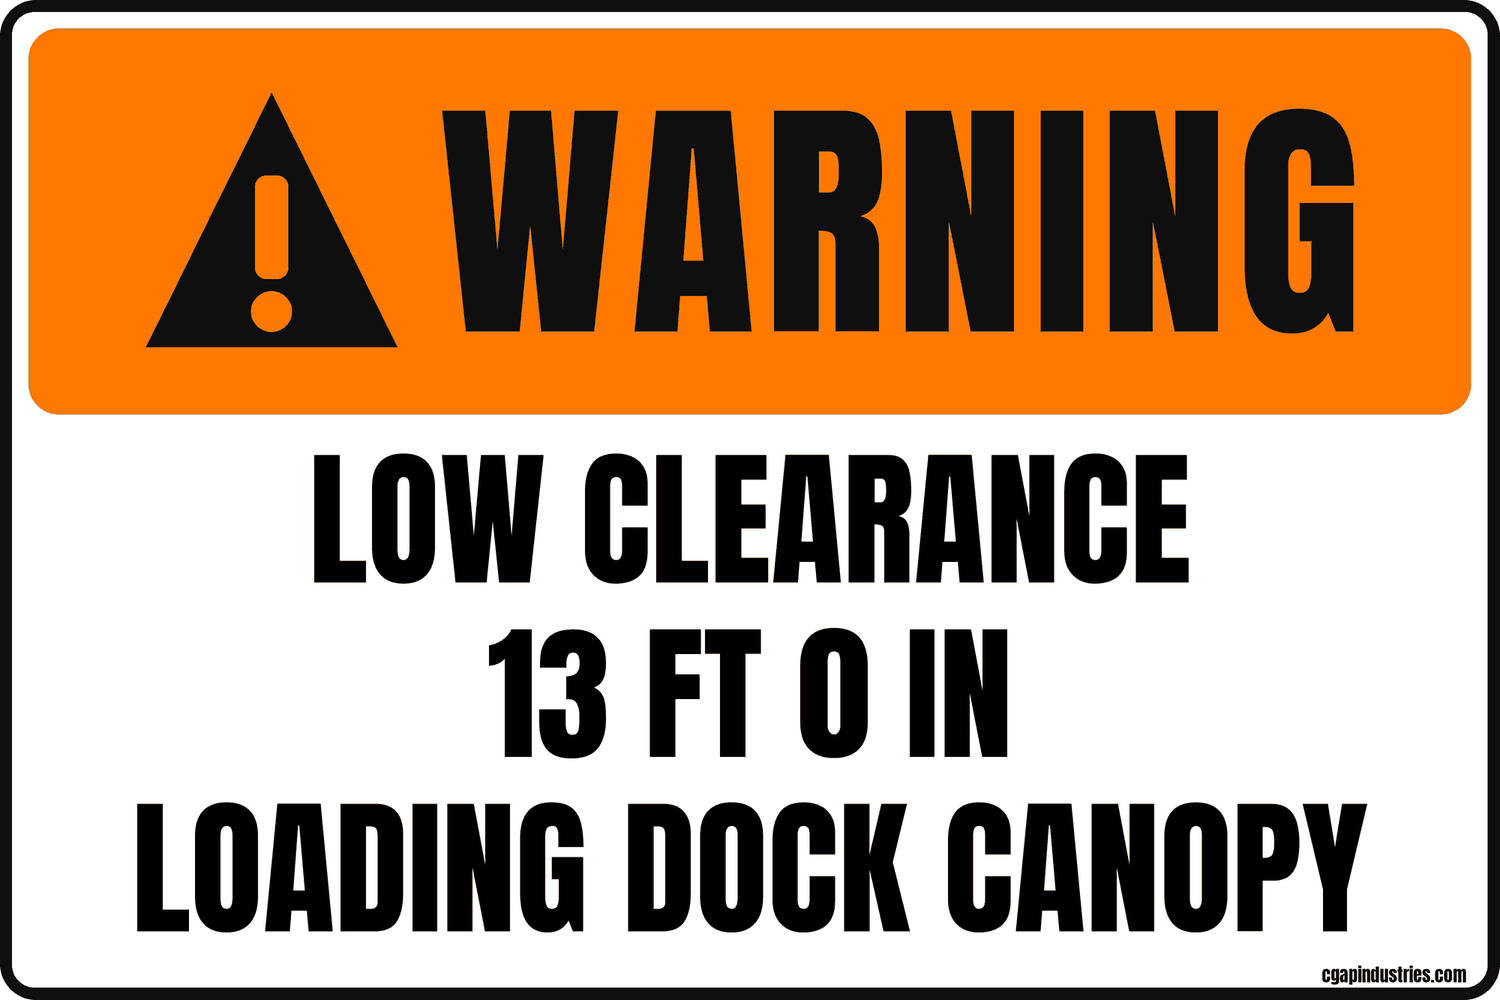 WARNING
LOW CLEARANCE
13 FT 0 IN
LOADING DOCK CANOPY
cgapindustries.com